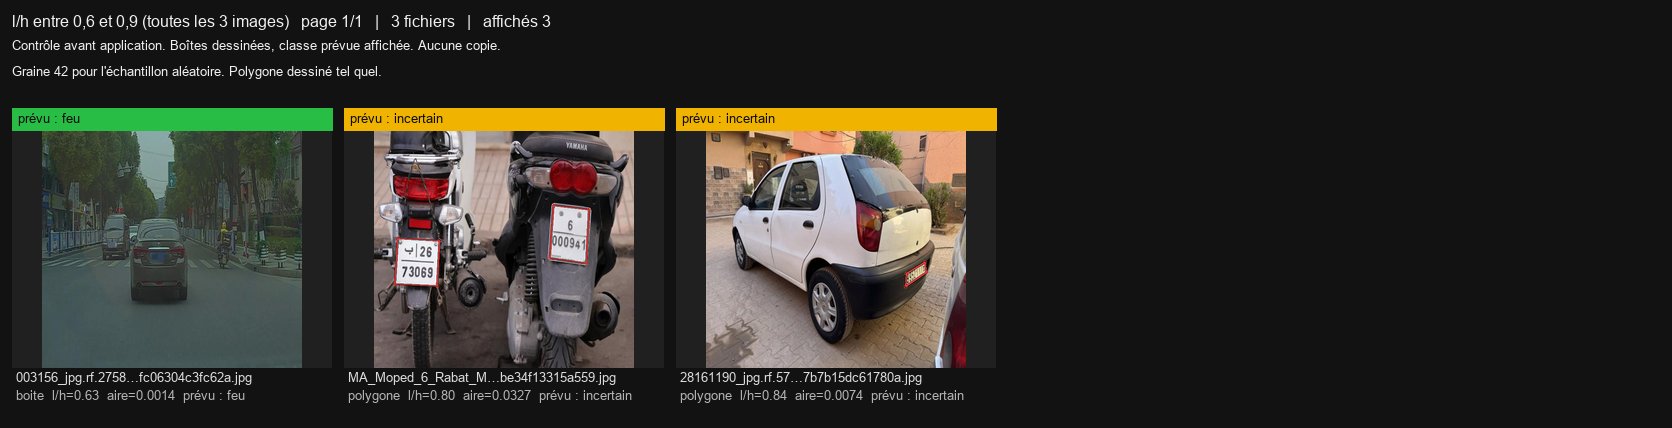 l/h entre 0,6 et 0,9 (toutes les 3 images)   page 1/1   |   3 fichiers   |   affichés 3
Contrôle avant application. Boîtes dessinées, classe prévue affichée. Aucune copie.
Graine 42 pour l'échantillon aléatoire. Polygone dessiné tel quel.
prévu : feu
prévu : incertain
prévu : incertain
YAMAHA
ب | 26
73069
6
000941
003156_jpg.rf.2758…fc06304c3fc62a.jpg
boite  l/h=0.63  aire=0.0014  prévu : feu
MA_Moped_6_Rabat_M…be34f13315a559.jpg
polygone  l/h=0.80  aire=0.0327  prévu : incertain
28161190_jpg.rf.57…7b7b15dc61780a.jpg
polygone  l/h=0.84  aire=0.0074  prévu : incertain